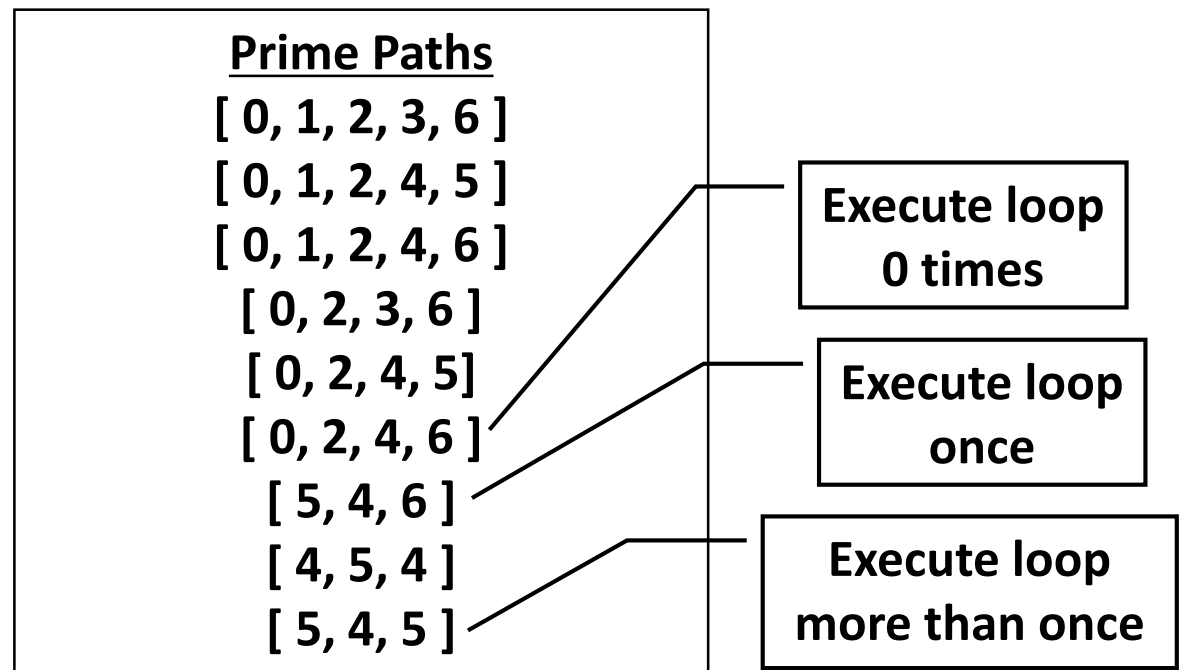 Prime Paths
[ 0, 1, 2, 3, 6 ]
[ 0, 1, 2, 4, 5 ]
[ 0, 1, 2, 4, 6 ]
[ 0, 2, 3, 6 ]
[ 0, 2, 4, 5]
[ 0, 2, 4, 6 ]
[ 5, 4, 6 ]
[ 4, 5, 4 ]
[ 5, 4, 5 ]
Execute loop
0 times
Execute loop
once
Execute loop
more than once